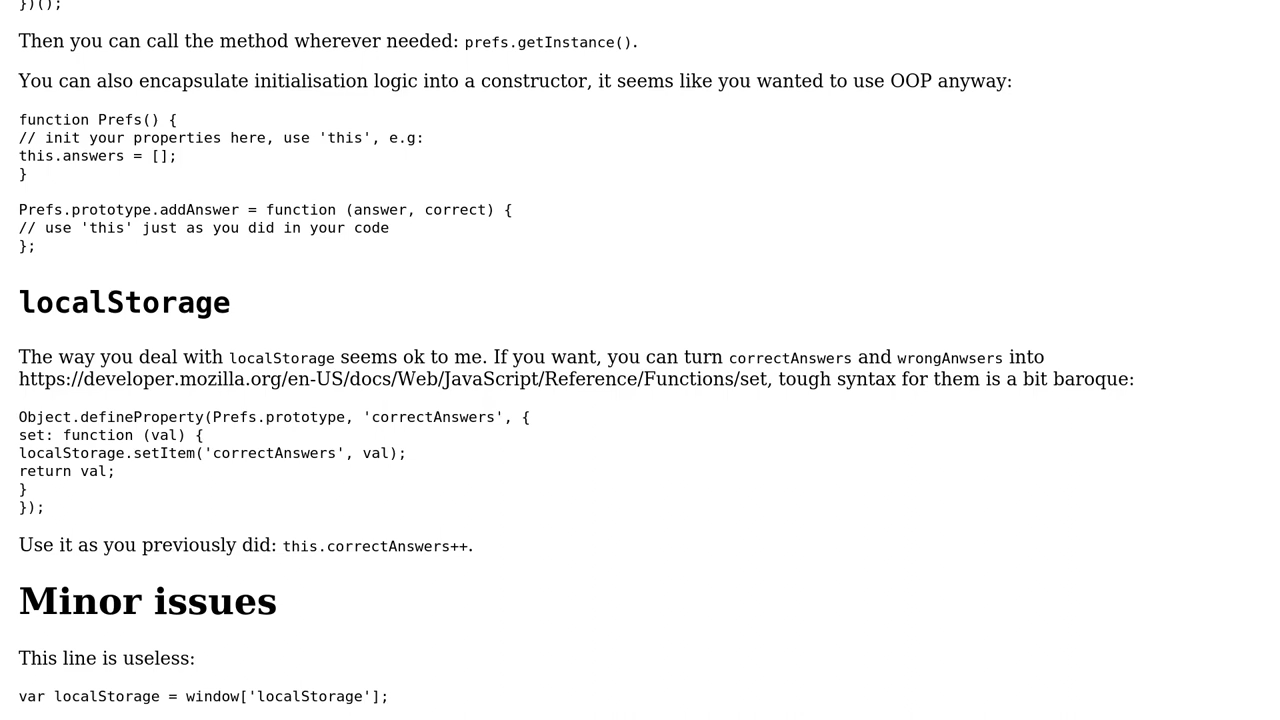 })();
Then you can call the method wherever needed: prefs.getInstance().
You can also encapsulate initialisation logic into a constructor, it seems like you wanted to use OOP anyway:
function Prefs() {
// init your properties here, use 'this', e.g:
this.answers = [];
}
Prefs.prototype.addAnswer = function (answer, correct) {
// use 'this' just as you did in your code
};
localStorage
The way you deal with localStorage seems ok to me. If you want, you can turn correctAnswers and wrongAnwsers into
https://developer.mozilla.org/en-US/docs/Web/JavaScript/Reference/Functions/set, tough syntax for them is a bit baroque:
Object.defineProperty(Prefs.prototype, 'correctAnswers', {
set: function (val) {
localStorage.setItem('correctAnswers', val);
return val;
}
});
Use it as you previously did: this.correctAnswers++.
Minor issues
This line is useless:
var localStorage = window['localStorage'];